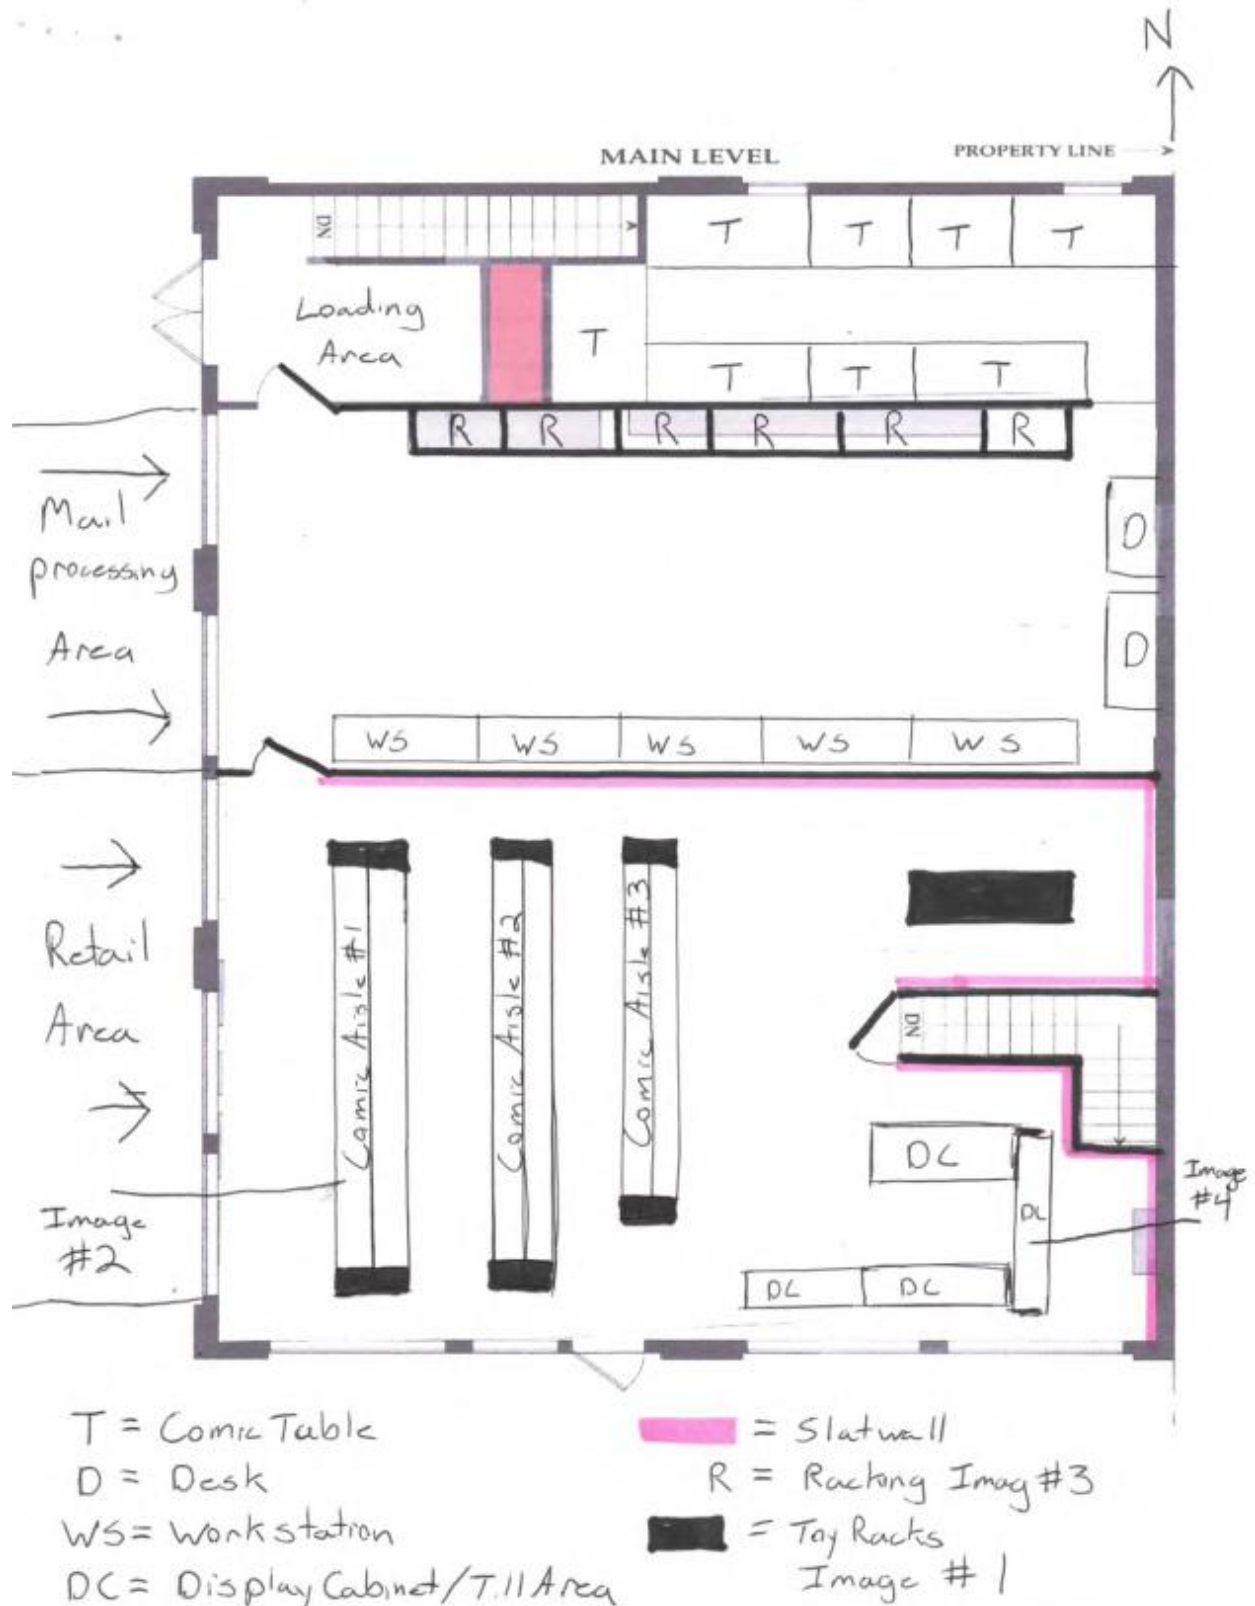 N
MAIN LEVEL
PROPERTY LINE
DN
T
T
T
T
Loading
Area
T
T
T
T
R
R
R
R
R
R
Mail
processing
Area
D
D
WS
WS
WS
WS
WS
Retail
Area
Comic Aisle #1
Comic Aisle #2
Comic Aisle #3
DN
DC
DC
DC
DC
Image
#4
Image
#2
T = Comic Table
D = Desk
WS = Workstation
DC = Display Cabinet/Till Area
= Slatwall
R = Racking Imag #3
= Toy Racks
Image #1